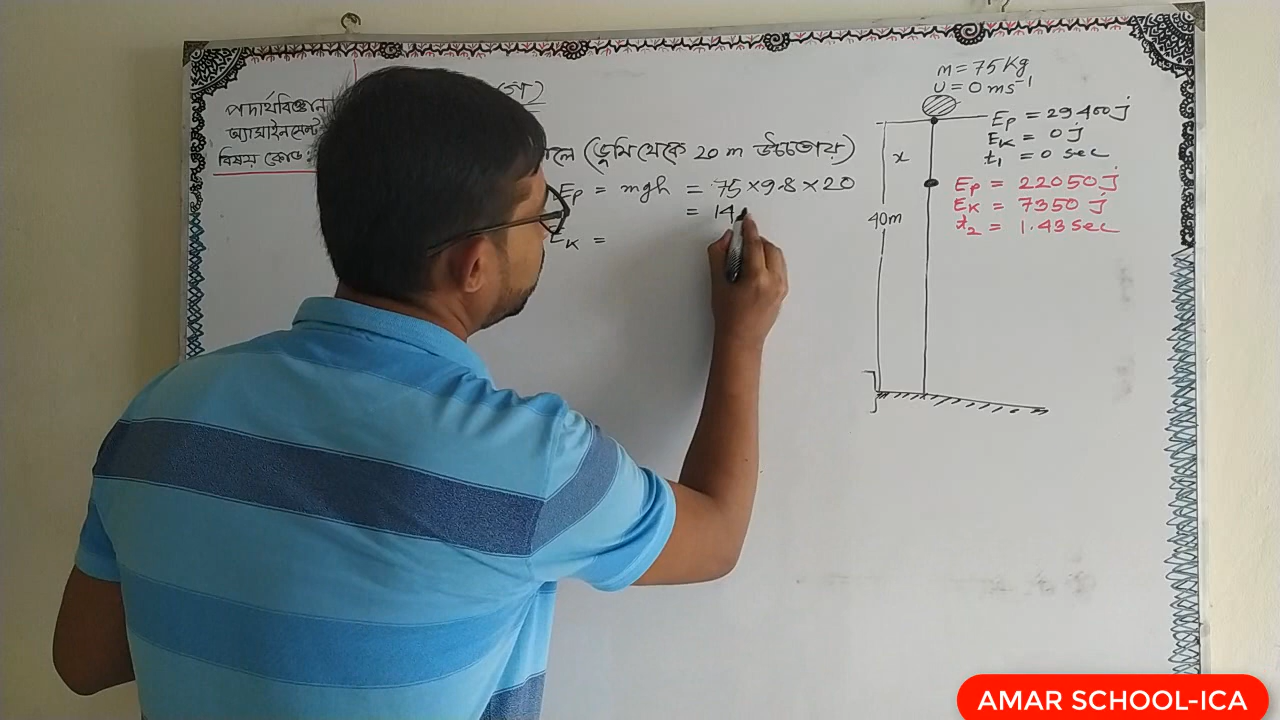 পদার্থবিজ্ঞান
অ্যাসাইনমেন্ট
বিষয় কোড:
(গ)
(ভূমি থেকে 20 m উচ্চতায়)
Ep = mgh = 75×9.8×20
= 14
EK =
m = 75 Kg
U = 0 ms⁻¹
Ep = 29400 j
EK = 0 j
t₁ = 0 sec
x
Ep = 22050 j
EK = 7350 j
t₂ = 1.43 sec
40m
AMAR SCHOOL-ICA